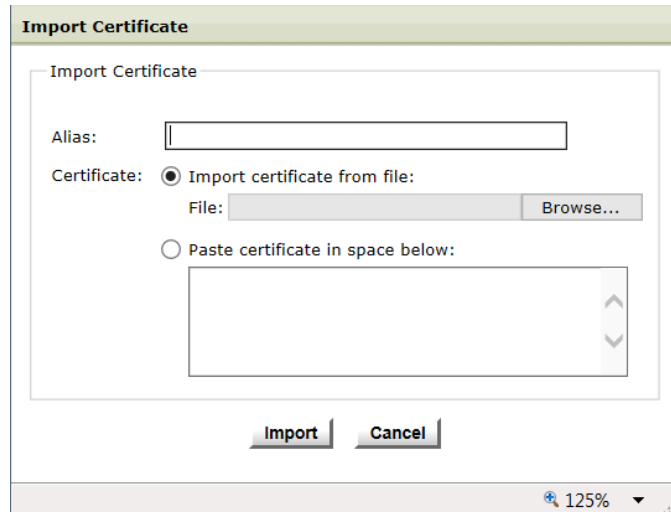 Import Certificate
Import Certificate
Alias:
Certificate: Import certificate from file:
File: Browse...
Paste certificate in space below:
Import Cancel
125%